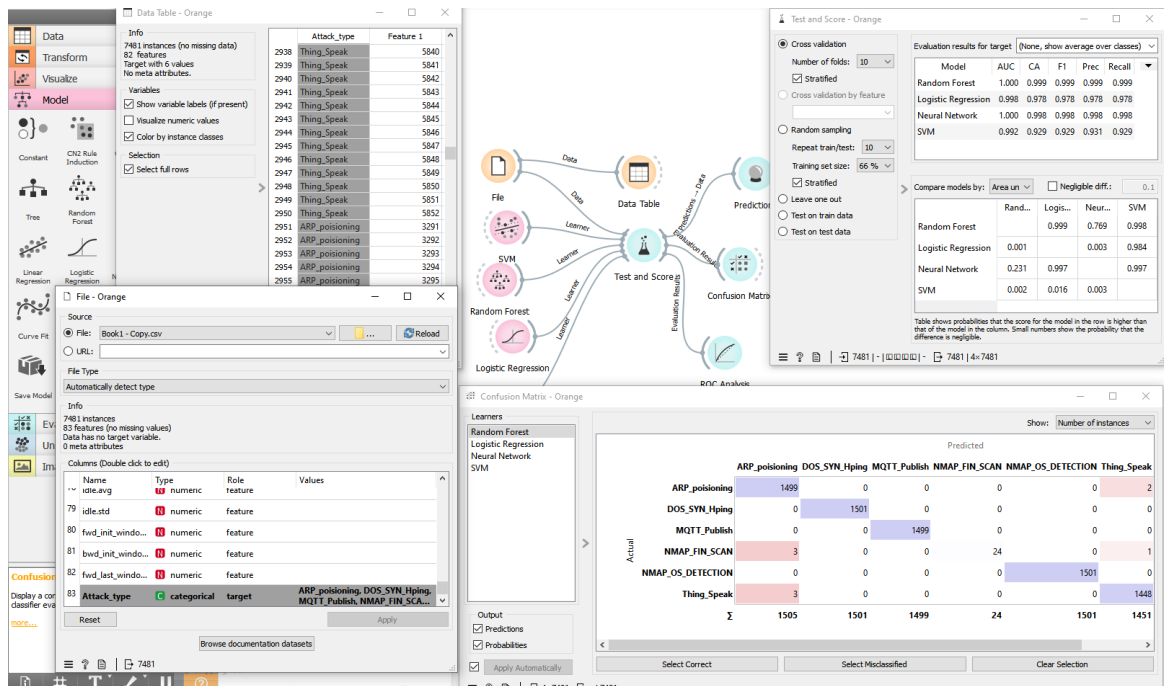 Data
Transform
Visualize
Model
Constant
CN2 Rule
Induction
Tree
Random
Forest
Linear
Regression
Logistic
Regression
N
Curve Fit
Save Model
Ev
Un
Im
Confusion
Display a con
classifier eva
more...
Data Table - Orange
Info
7481 instances (no missing data)
82 features
Target with 6 values
No meta attributes.
Variables
Show variable labels (if present)
Visualize numeric values
Color by instance classes
Selection
Select full rows
Attack_type Feature 1
2938 Thing_Speak 5840
2939 Thing_Speak 5841
2940 Thing_Speak 5842
2941 Thing_Speak 5843
2942 Thing_Speak 5844
2943 Thing_Speak 5845
2944 Thing_Speak 5846
2945 Thing_Speak 5847
2946 Thing_Speak 5848
2947 Thing_Speak 5849
2948 Thing_Speak 5850
2949 Thing_Speak 5851
2950 Thing_Speak 5852
2951 ARP_poisioning 3291
2952 ARP_poisioning 3292
2953 ARP_poisioning 3293
2954 ARP_poisioning 3294
2955 ARP_poisioning 3295
File
Data
Data Table
Data
SVM
Learner
Random Forest
Learner
Logistic Regression
Learner
Learner
Test and Score
Predictions → Data
Prediction
Evaluation Results
Confusion Matrix
Evaluation Results
ROC Analysis
Test and Score - Orange
Cross validation
Number of folds: 10
Stratified
Cross validation by feature
Random sampling
Repeat train/test: 10
Training set size: 66 %
Stratified
Leave one out
Test on train data
Test on test data
Evaluation results for target (None, show average over classes)
Model AUC CA F1 Prec Recall
Random Forest 1.000 0.999 0.999 0.999 0.999
Logistic Regression 0.998 0.978 0.978 0.978 0.978
Neural Network 1.000 0.998 0.998 0.998 0.998
SVM 0.992 0.929 0.929 0.931 0.929
Compare models by: Area un Negligible diff.: 0.1
Rand... Logis... Neur... SVM
Random Forest 0.999 0.769 0.998
Logistic Regression 0.001 0.003 0.984
Neural Network 0.231 0.997 0.997
SVM 0.002 0.016 0.003
Table shows probabilities that the score for the model in the row is higher than
that of the model in the column. Small numbers show the probability that the
difference is negligible.
7481 | - | - 7481 | 4×7481
File - Orange
Source
File: Book1 - Copy.csv ... Reload
URL:
File Type
Automatically detect type
Info
7481 instances
83 features (no missing values)
Data has no target variable.
0 meta attributes
Columns (Double click to edit)
Name Type Role Values
78 idle.avg N numeric feature
79 idle.std N numeric feature
80 fwd_init_windo... N numeric feature
81 bwd_init_windo... N numeric feature
82 fwd_last_windo... N numeric feature
83 Attack_type C categorical target ARP_poisioning, DOS_SYN_Hping,
MQTT_Publish, NMAP_FIN_SCA...
Reset Apply
Browse documentation datasets
7481
Confusion Matrix - Orange
Learners
Random Forest
Logistic Regression
Neural Network
SVM
Output
Predictions
Probabilities
Apply Automatically
Show: Number of instances
Predicted
ARP_poisioning DOS_SYN_Hping MQTT_Publish NMAP_FIN_SCAN NMAP_OS_DETECTION Thing_Speak
Actual
ARP_poisioning 1499 0 0 0 0 2
DOS_SYN_Hping 0 1501 0 0 0 0
MQTT_Publish 0 0 1499 0 0 0
NMAP_FIN_SCAN 3 0 0 24 0 1
NMAP_OS_DETECTION 0 0 0 0 1501 0
Thing_Speak 3 0 0 0 0 1448
Σ 1505 1501 1499 24 1501 1451
Select Correct Select Misclassified Clear Selection